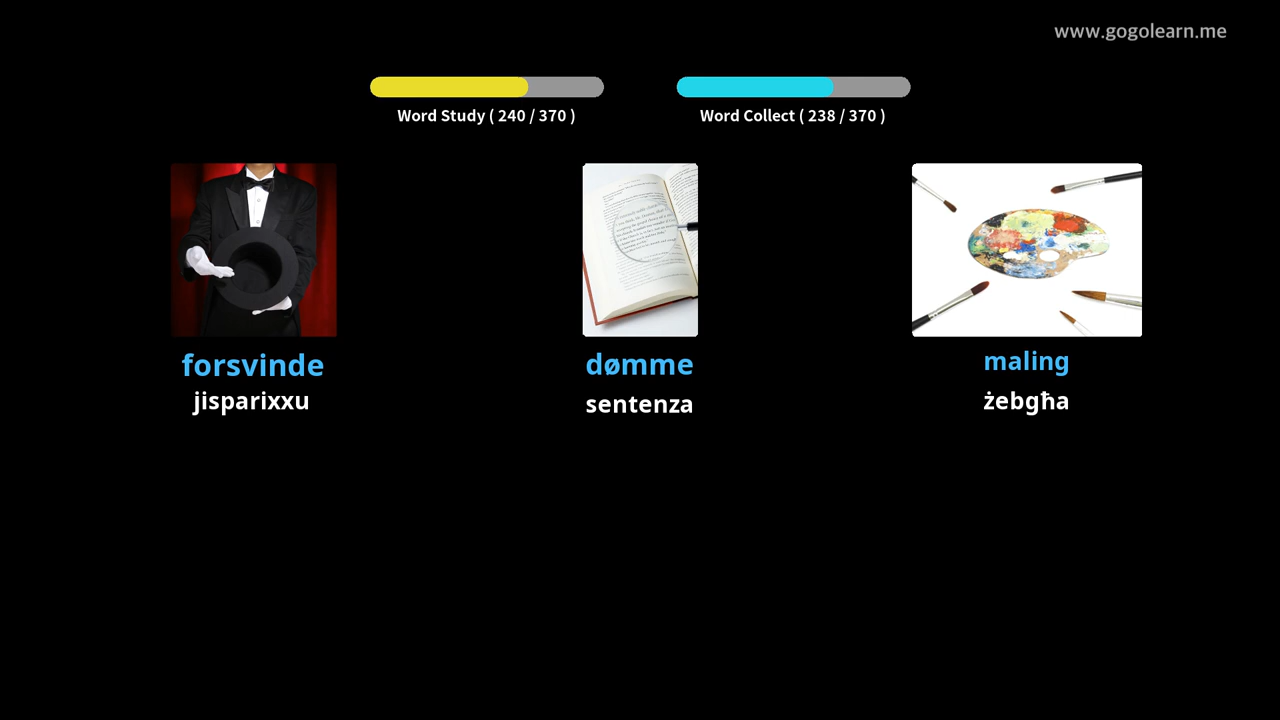 www.gogolearn.me
Word Study ( 240 / 370 )
Word Collect ( 238 / 370 )
forsvinde
jisparixxu
dømme
sentenza
maling
żebgħa